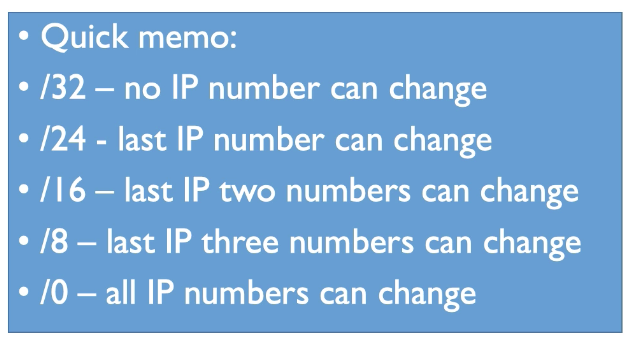 • Quick memo:
• /32 – no IP number can change
• /24 - last IP number can change
• /16 – last IP two numbers can change
• /8 – last IP three numbers can change
• /0 – all IP numbers can change